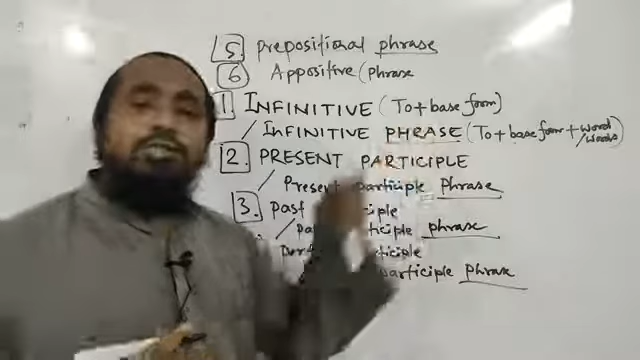 5. Prepositional phrase
6 Appositive (phrase
1 INFINITIVE (To + base form)
INFINITIVE PHRASE (To + base form + word/words)
2. PRESENT PARTICIPLE
Present participle phrase
3. Past
phrase
participle phrase